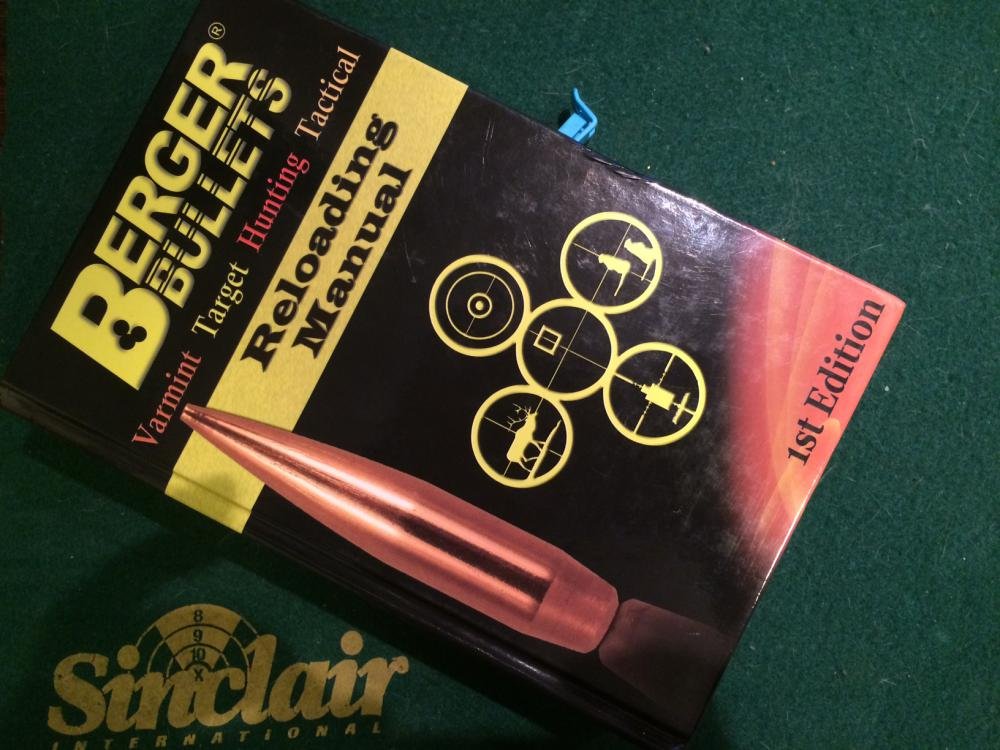 BERGER®
BULLETS
Varmint Target Hunting Tactical
Reloading
Manual
1st Edition
8
9
10
X
Sinclair
INTERNATIONAL